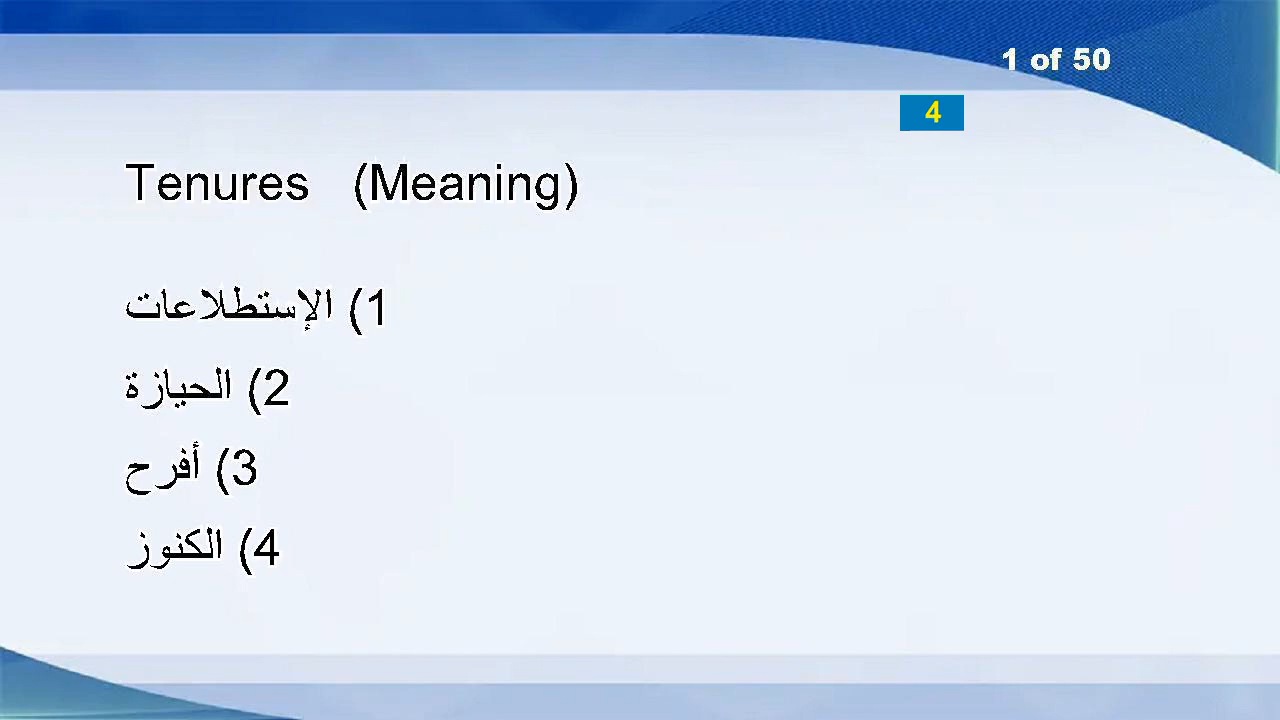 1 of 50
4
Tenures (Meaning)
1) الإستطلاعات
2) الحيازة
3) أفرح
4) الكنوز